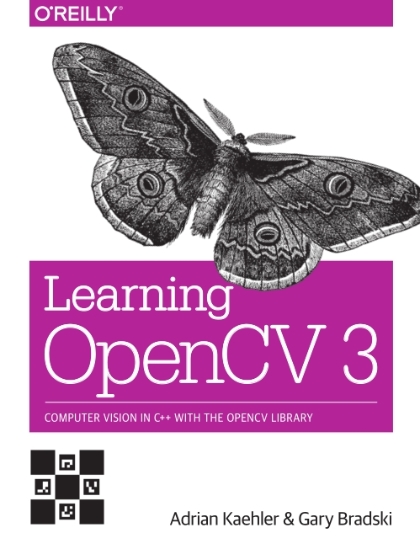 O'REILLY®
Learning
OpenCV 3
COMPUTER VISION IN C++ WITH THE OPENCV LIBRARY
Adrian Kaehler & Gary Bradski